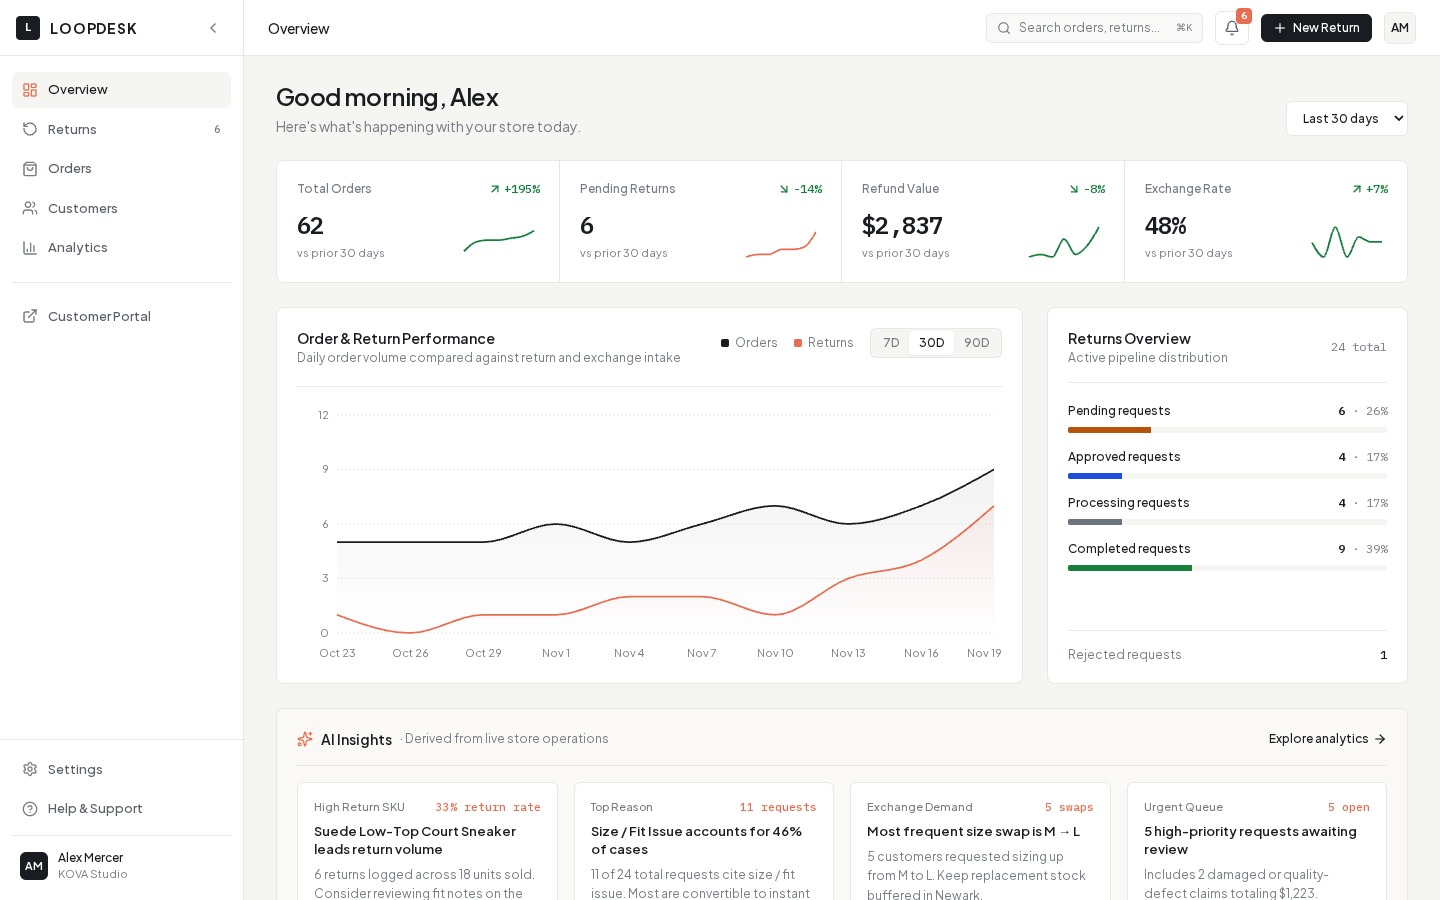 L LOOPDESK
Overview
Search orders, returns... ⌘K
6
New Return
AM
Overview
Returns 6
Orders
Customers
Analytics
Customer Portal
Settings
Help & Support
AM
Alex Mercer
KOVA Studio
Good morning, Alex
Here's what's happening with your store today.
Last 30 days
Total Orders +195%
62
vs prior 30 days
Pending Returns -14%
6
vs prior 30 days
Refund Value -8%
$2,837
vs prior 30 days
Exchange Rate +7%
48%
vs prior 30 days
Order & Return Performance
Daily order volume compared against return and exchange intake
Orders Returns 7D 30D 90D
12
9
6
3
0
Oct 23 Oct 26 Oct 29 Nov 1 Nov 4 Nov 7 Nov 10 Nov 13 Nov 16 Nov 19
Returns Overview
Active pipeline distribution
24 total
Pending requests 6 · 26%
Approved requests 4 · 17%
Processing requests 4 · 17%
Completed requests 9 · 39%
Rejected requests 1
AI Insights · Derived from live store operations
Explore analytics →
High Return SKU 33% return rate
Suede Low-Top Court Sneaker
leads return volume
6 returns logged across 18 units sold.
Consider reviewing fit notes on the
Top Reason 11 requests
Size / Fit Issue accounts for 46%
of cases
11 of 24 total requests cite size / fit
issue. Most are convertible to instant
Exchange Demand 5 swaps
Most frequent size swap is M → L
5 customers requested sizing up
from M to L. Keep replacement stock
buffered in Newark.
Urgent Queue 5 open
5 high-priority requests awaiting
review
Includes 2 damaged or quality-
defect claims totaling $1,223.